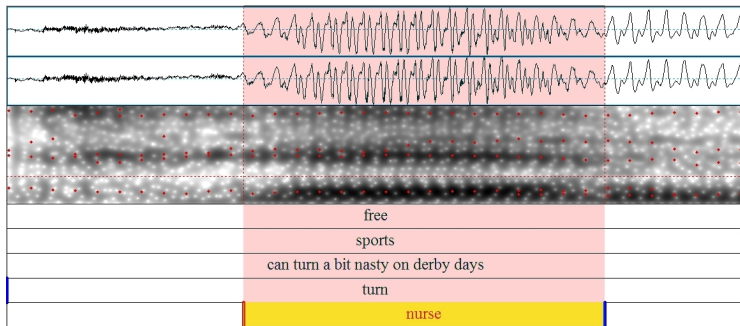 free
sports
can turn a bit nasty on derby days
turn
nurse